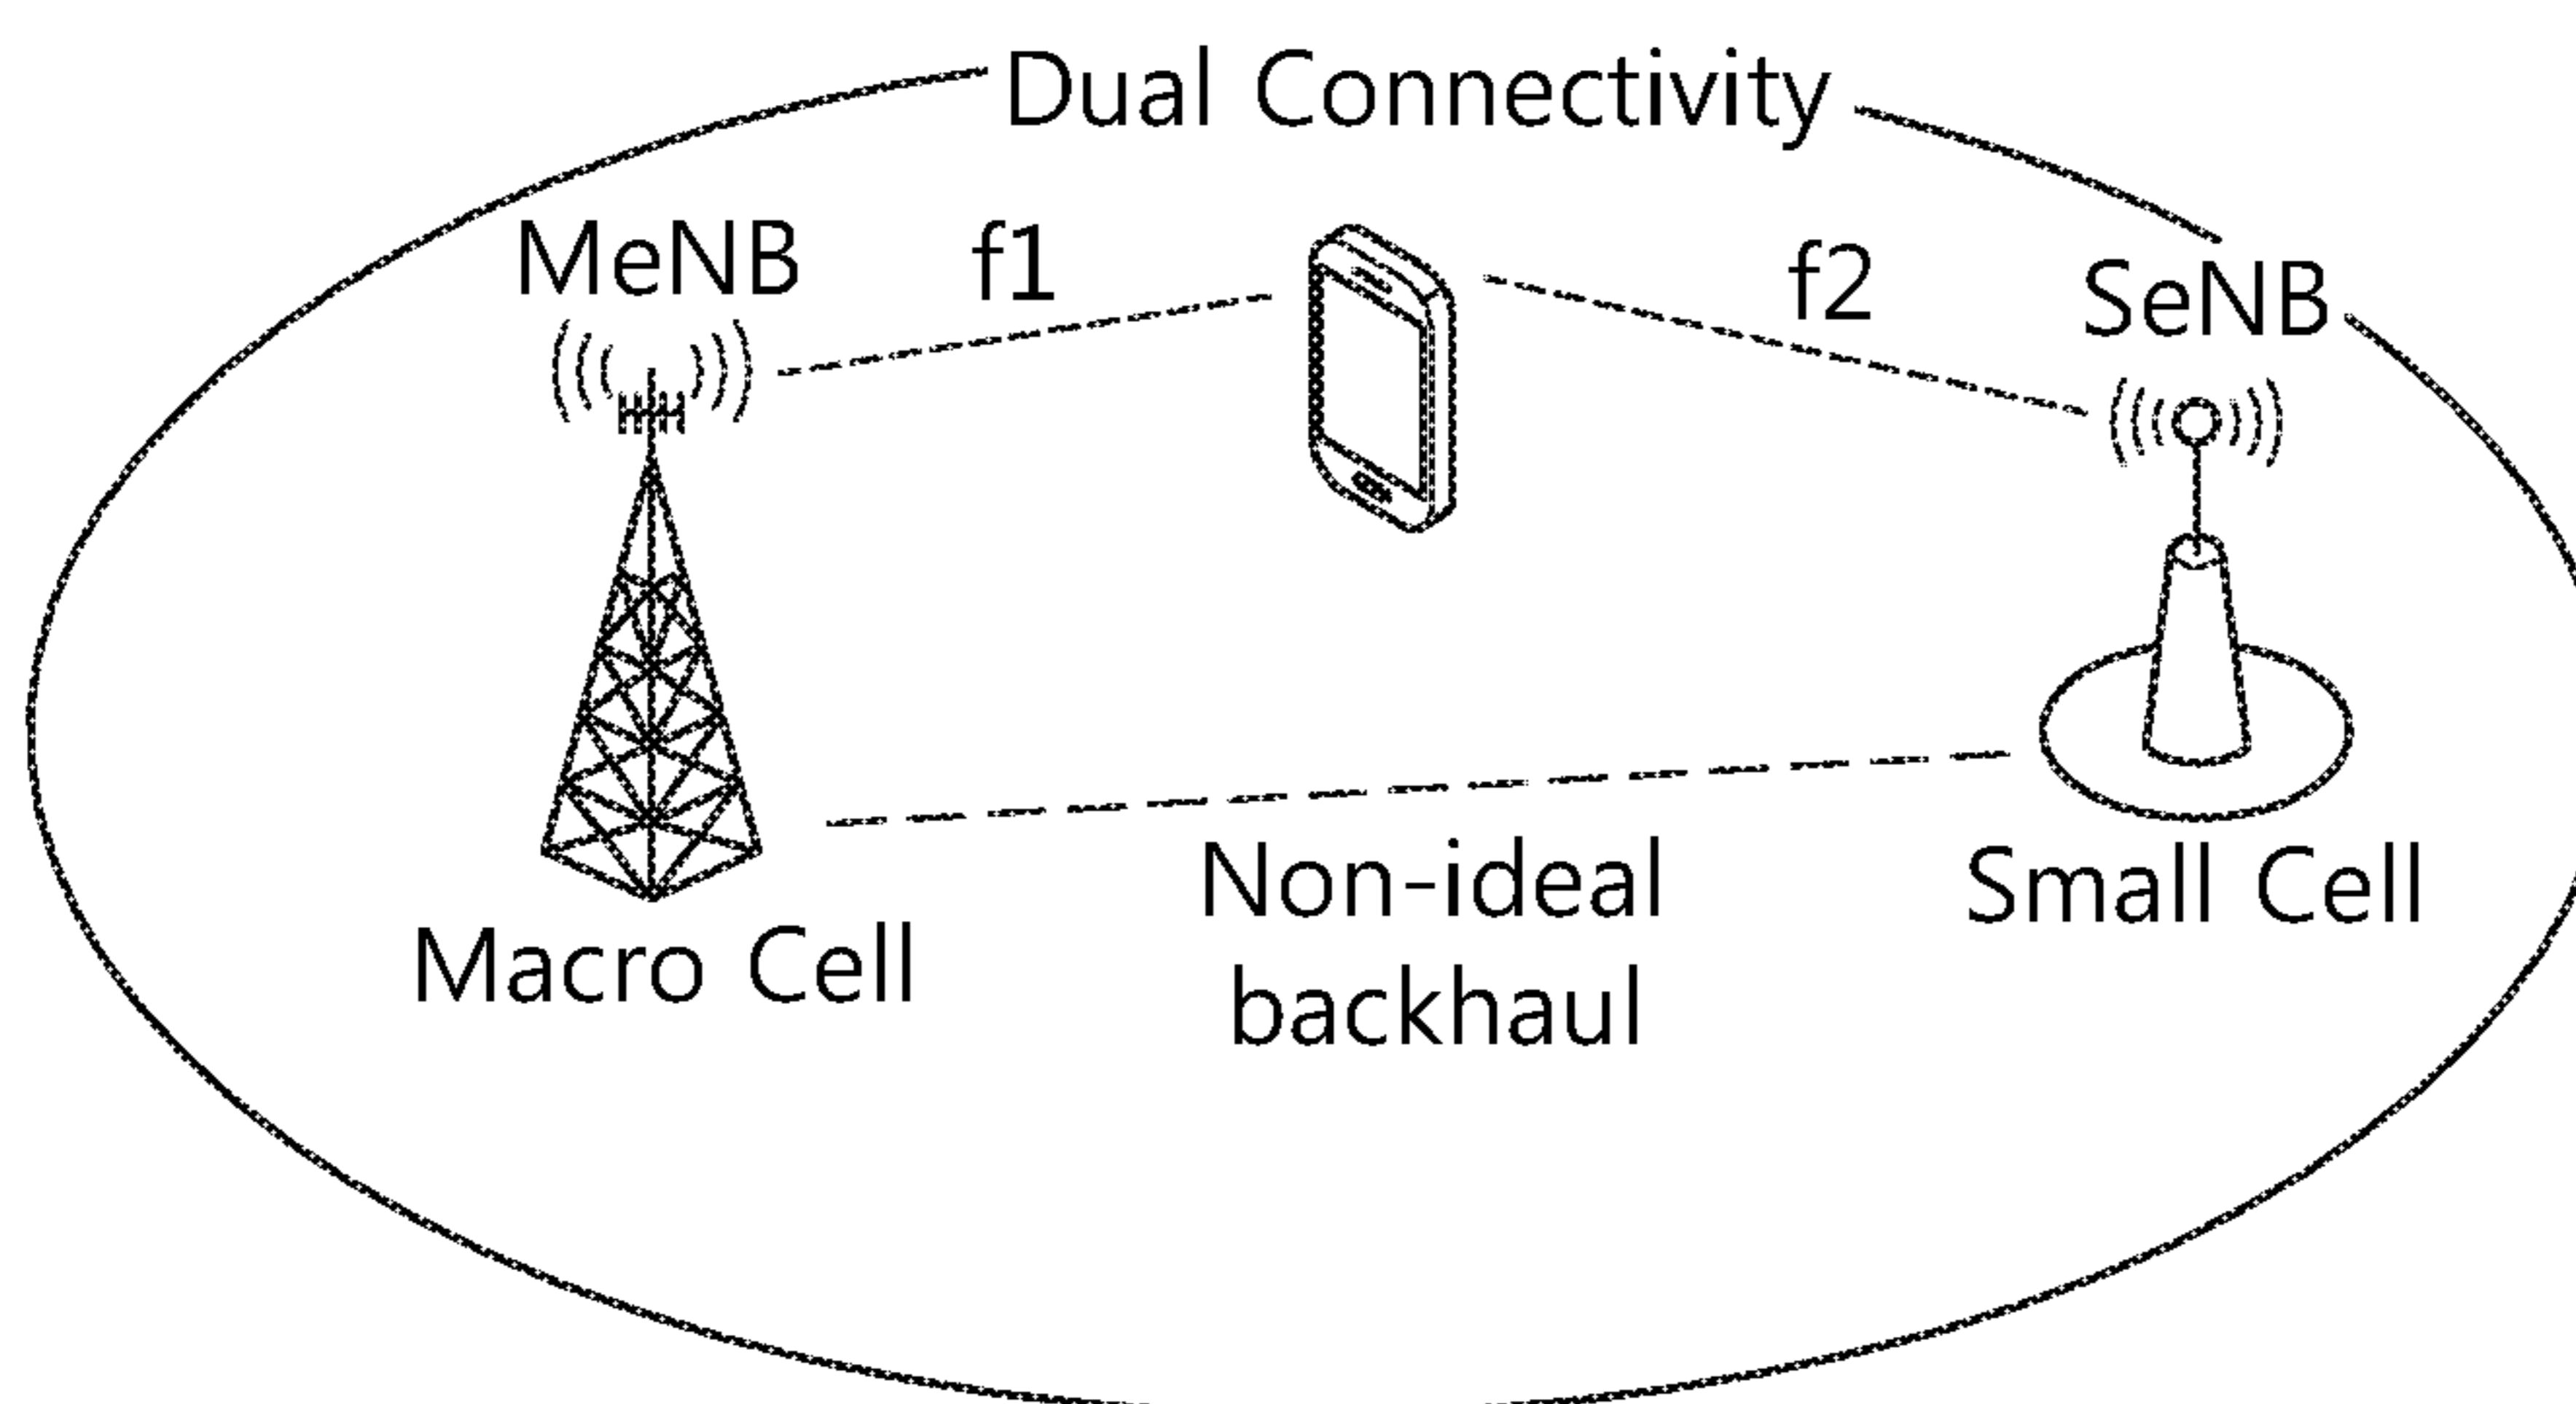 Dual Connectivity
MeNB
f1
f2
SeNB
Non-ideal
backhaul
Macro Cell
Small Cell